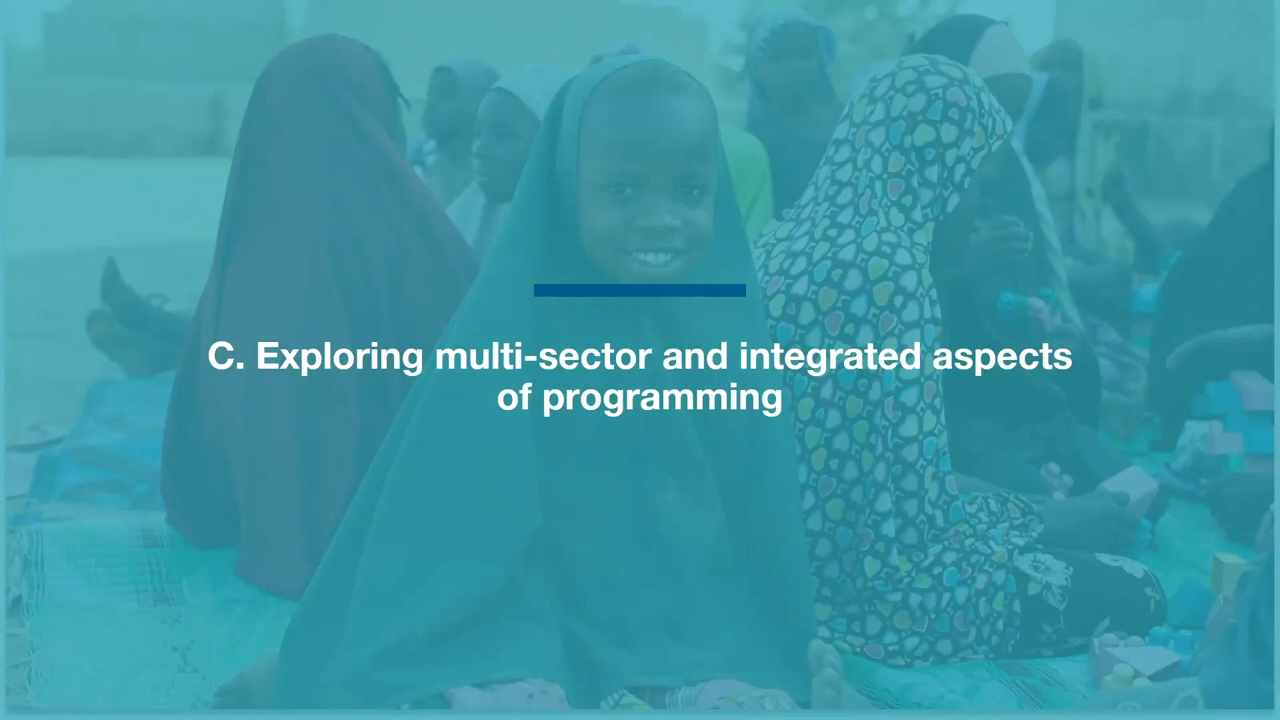 C. Exploring multi-sector and integrated aspects
of programming